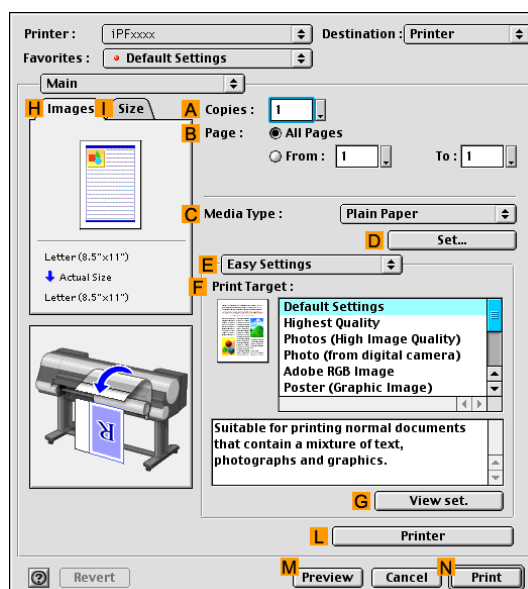 Printer : iPFxxxx Destination : Printer
Favorites : Default Settings
Main
H Images I Size A Copies : 1
B Page : All Pages
From : 1 To : 1
C Media Type : Plain Paper
D Set...
Letter (8.5"x11")
Actual Size
Letter (8.5"x11")
E Easy Settings
F Print Target :
Default Settings
Highest Quality
Photos (High Image Quality)
Photo (from digital camera)
Adobe RGB Image
Poster (Graphic Image)
R
Suitable for printing normal documents
that contain a mixture of text,
photographs and graphics.
G View set.
L Printer
? Revert M Preview Cancel N Print